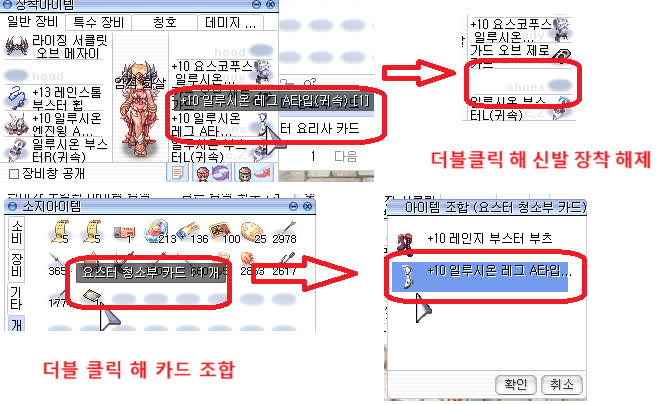 장착아이템
일반 장비
특수 장비
칭호
데미지 ...
라이징 서클릿
오브 메자이
+10 요스코푸스
일루시온...
head
+13 레인스톰
부스터 휩
+10 일루시온
엔진윙 A...
일루시온 부스
터R(귀속)
+10 일루시온 레그 A타입(귀속) [1]
+10 일루시온
레그 A타...
일루시온 부스
터L(귀속)
장비창 공개
터 요리사 카드
1 다음
+10 요스코푸스
일루시온...
가드 오브 제로
카드
shoes
일루시온 부스
터L(귀속)
더블클릭 해 신발 장착 해제
소지아이템
소비
장비
기타
개
5
5
1
213
136
100
25
2978
365
2617
177
요스터 청소부 카드 : 1 개
더블 클릭 해 카드 조합
아이템 조합 (요스터 청소부 카드)
+10 레인지 부스터 부츠
+10 일루시온 레그 A타입...
확인
취소